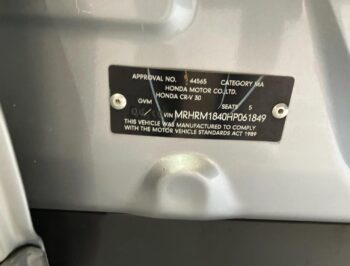 APPROVAL NO. 44565 CATEGORY MA
HONDA MOTOR CO.LTD.
HONDA CR-V 50
GVM SEATS 5
VIN MRHRM1840HP061849
THIS VEHICLE WAS MANUFACTURED TO COMPLY
WITH THE MOTOR VEHICLE STANDARDS ACT 1989